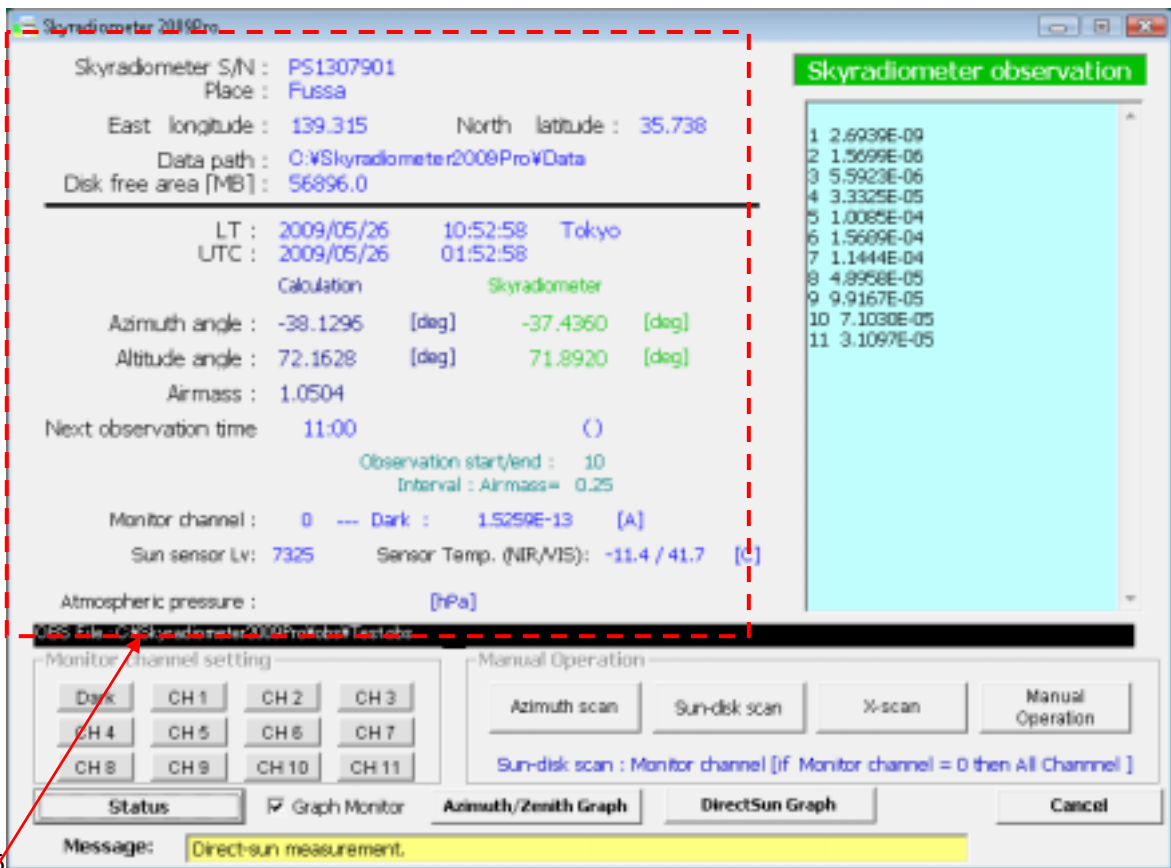 Skyradiometer 2009Pro
Skyradiometer S/N : PS1307901
Place : Fussa
East longitude : 139.315 North latitude : 35.738
Data path : C:¥Skyradiometer2009Pro¥Data
Disk free area [MB] : 56896.0
LT : 2009/05/26 10:52:58 Tokyo
UTC : 2009/05/26 01:52:58
Calculation Skyradiometer
Azimuth angle : -38.1296 [deg] -37.4360 [deg]
Altitude angle : 72.1628 [deg] 71.8920 [deg]
Airmass : 1.0504
Next observation time 11:00 ()
Observation start/end : 10
Interval : Airmass= 0.25
Monitor channel : 0 --- Dark : 1.5259E-13 [A]
Sun sensor Lv: 7325 Sensor Temp. (NIR/VIS): -11.4 / 41.7 [C]
Atmospheric pressure : [hPa]
Skyradiometer observation
1 2.6939E-09
2 1.5699E-06
3 5.5923E-06
4 3.3325E-05
5 1.0085E-04
6 1.5689E-04
7 1.1444E-04
8 4.8958E-05
9 9.9167E-05
10 7.1030E-05
11 3.1097E-05
OBS File C:¥Skyradiometer2009Pro¥obs¥Test.obs
Monitor channel setting
Dark CH 1 CH 2 CH 3
CH 4 CH 5 CH 6 CH 7
CH 8 CH 9 CH 10 CH 11
Manual Operation
Azimuth scan Sun-disk scan X-scan Manual Operation
Sun-disk scan : Monitor channel [if Monitor channel = 0 then All Channnel ]
Status Graph Monitor Azimuth/Zenith Graph DirectSun Graph Cancel
Message: Direct-sun measurement.